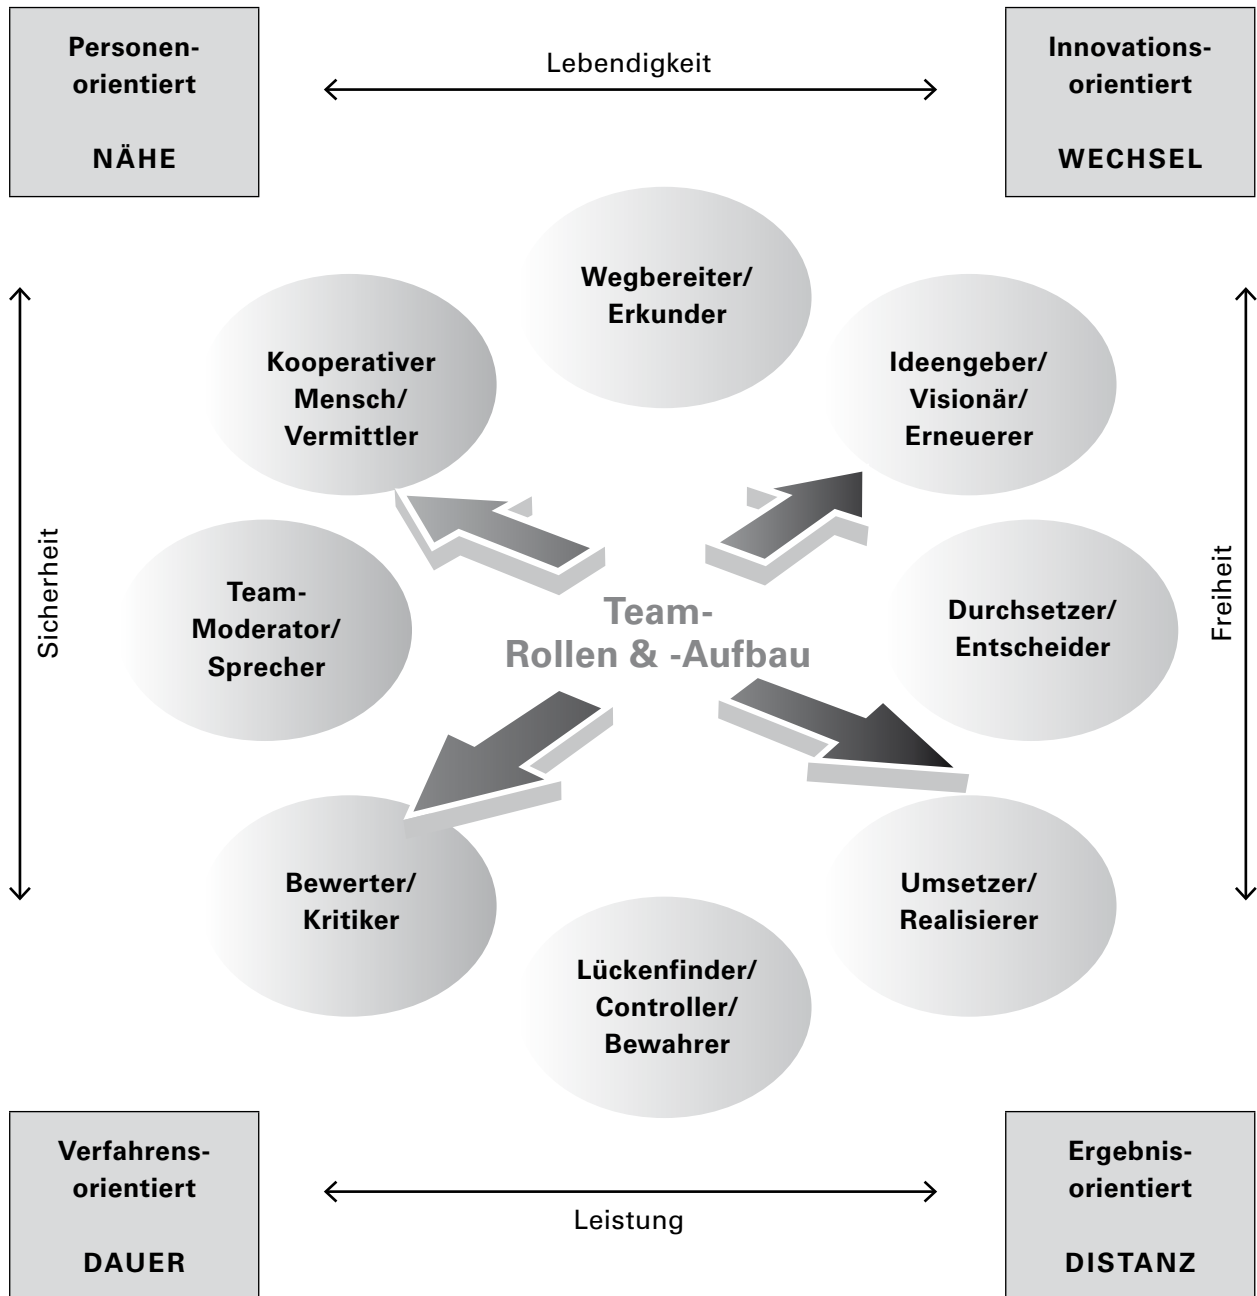 Personen-
orientiert
NÄHE
Lebendigkeit
Innovations-
orientiert
WECHSEL
Wegbereiter/
Erkunder
Kooperativer
Mensch/
Vermittler
Ideengeber/
Visionär/
Erneuerer
Sicherheit
Team-
Moderator/
Sprecher
Team-
Rollen & -Aufbau
Durchsetzer/
Entscheider
Freiheit
Bewerter/
Kritiker
Umsetzer/
Realisierer
Lückenfinder/
Controller/
Bewahrer
Verfahrens-
orientiert
DAUER
Leistung
Ergebnis-
orientiert
DISTANZ